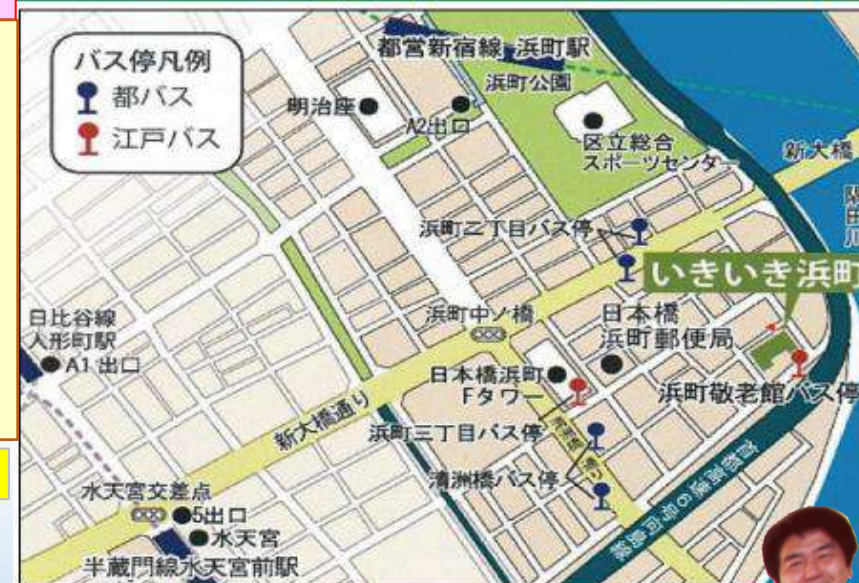 バス停凡例
都バス
江戸バス
都営新宿線 浜町駅
浜町公園
明治座
A2出口
区立総合
スポーツセンター
新大橋
隅田川
浜町二丁目バス停
いきいき浜町
浜町中ノ橋
日本橋
浜町郵便局
日比谷線
人形町駅
A1 出口
日本橋浜町
Fタワー
浜町敬老館バス停
新大橋通り
浜町三丁目バス停
清洲橋バス停
首都高速6号向島線
水天宮交差点
5出口
水天宮
半蔵門線水天宮前駅